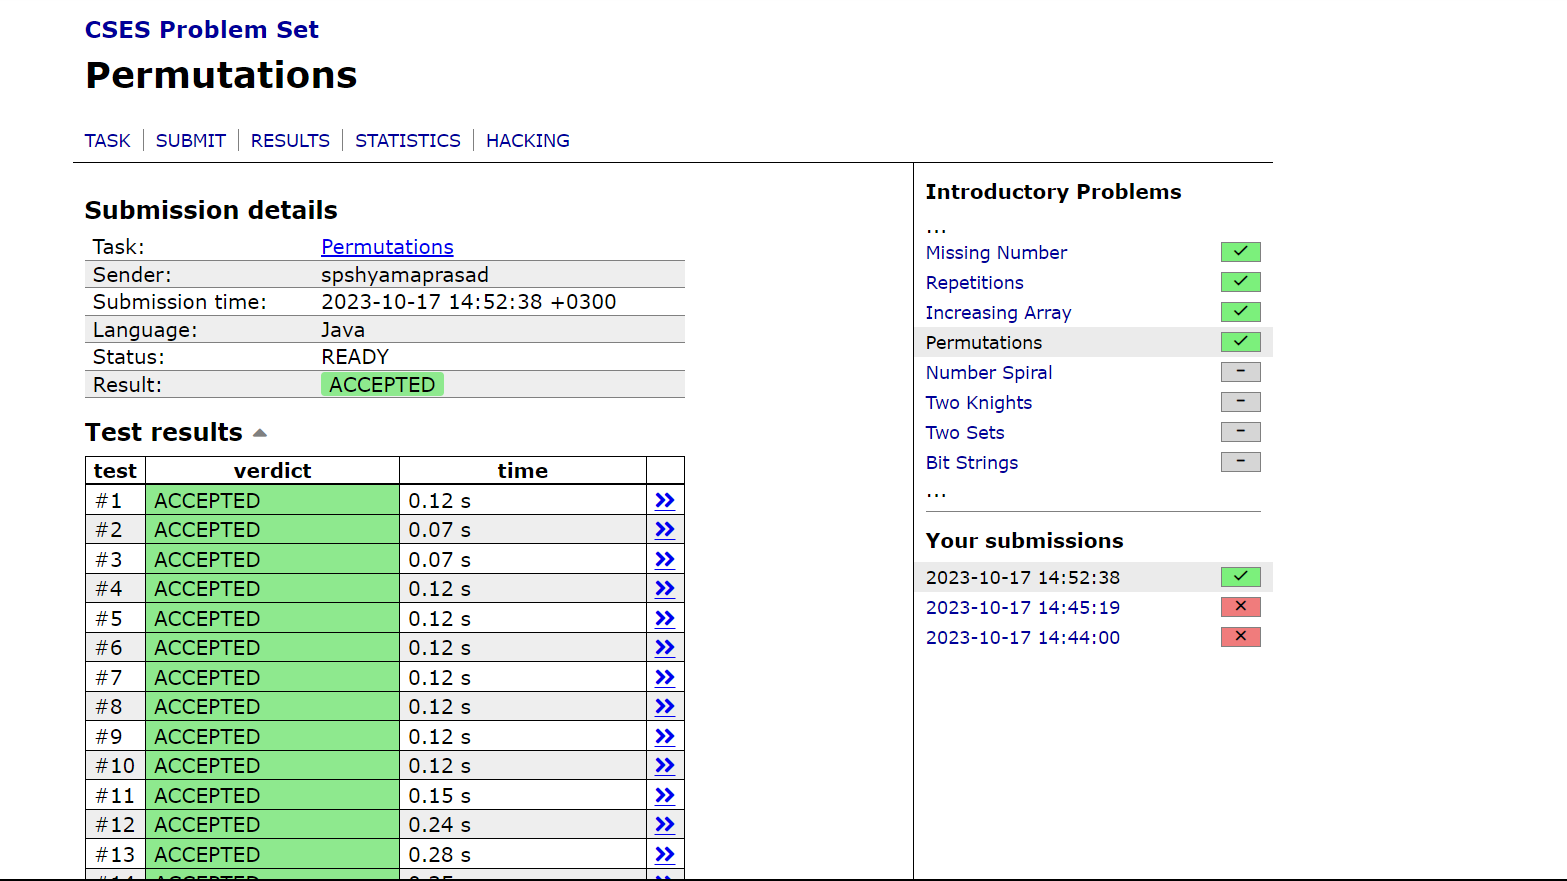 CSES Problem Set
Permutations
TASK SUBMIT RESULTS STATISTICS HACKING
Submission details
Task: Permutations
Sender: spshyamaprasad
Submission time: 2023-10-17 14:52:38 +0300
Language: Java
Status: READY
Result: ACCEPTED
Test results
test verdict time
#1 ACCEPTED 0.12 s
#2 ACCEPTED 0.07 s
#3 ACCEPTED 0.07 s
#4 ACCEPTED 0.12 s
#5 ACCEPTED 0.12 s
#6 ACCEPTED 0.12 s
#7 ACCEPTED 0.12 s
#8 ACCEPTED 0.12 s
#9 ACCEPTED 0.12 s
#10 ACCEPTED 0.12 s
#11 ACCEPTED 0.15 s
#12 ACCEPTED 0.24 s
#13 ACCEPTED 0.28 s
Introductory Problems
...
Missing Number
Repetitions
Increasing Array
Permutations
Number Spiral –
Two Knights –
Two Sets –
Bit Strings –
...
Your submissions
2023-10-17 14:52:38
2023-10-17 14:45:19
2023-10-17 14:44:00